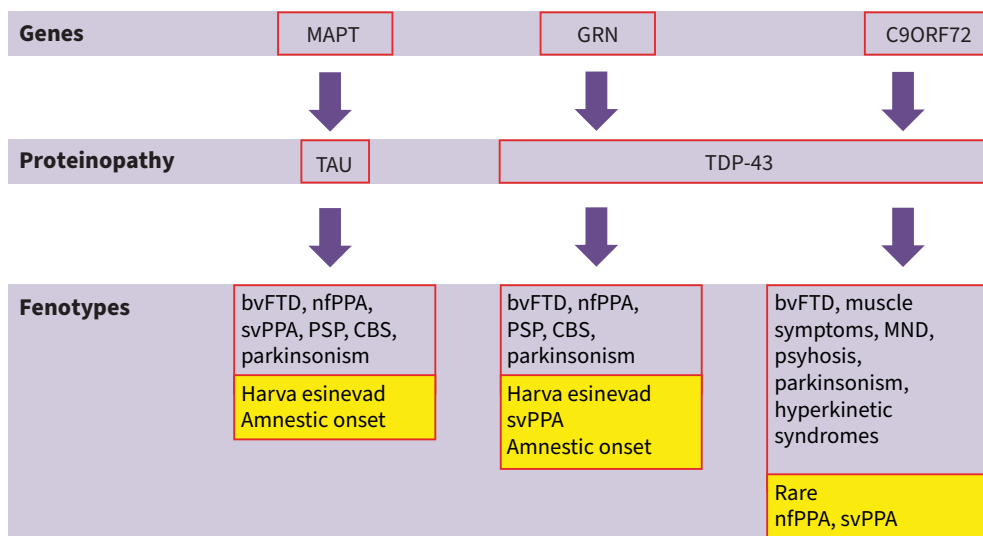 Genes
MAPT
GRN
C9ORF72
Proteinopathy
TAU
TDP-43
Fenotypes
bvFTD, nfPPA,
svPPA, PSP, CBS,
parkinsonism
Harva esinevad
Amnestic onset
bvFTD, nfPPA,
PSP, CBS,
parkinsonism
Harva esinevad
svPPA
Amnestic onset
bvFTD, muscle
symptoms, MND,
psyhosis,
parkinsonism,
hyperkinetic
syndromes
Rare
nfPPA, svPPA